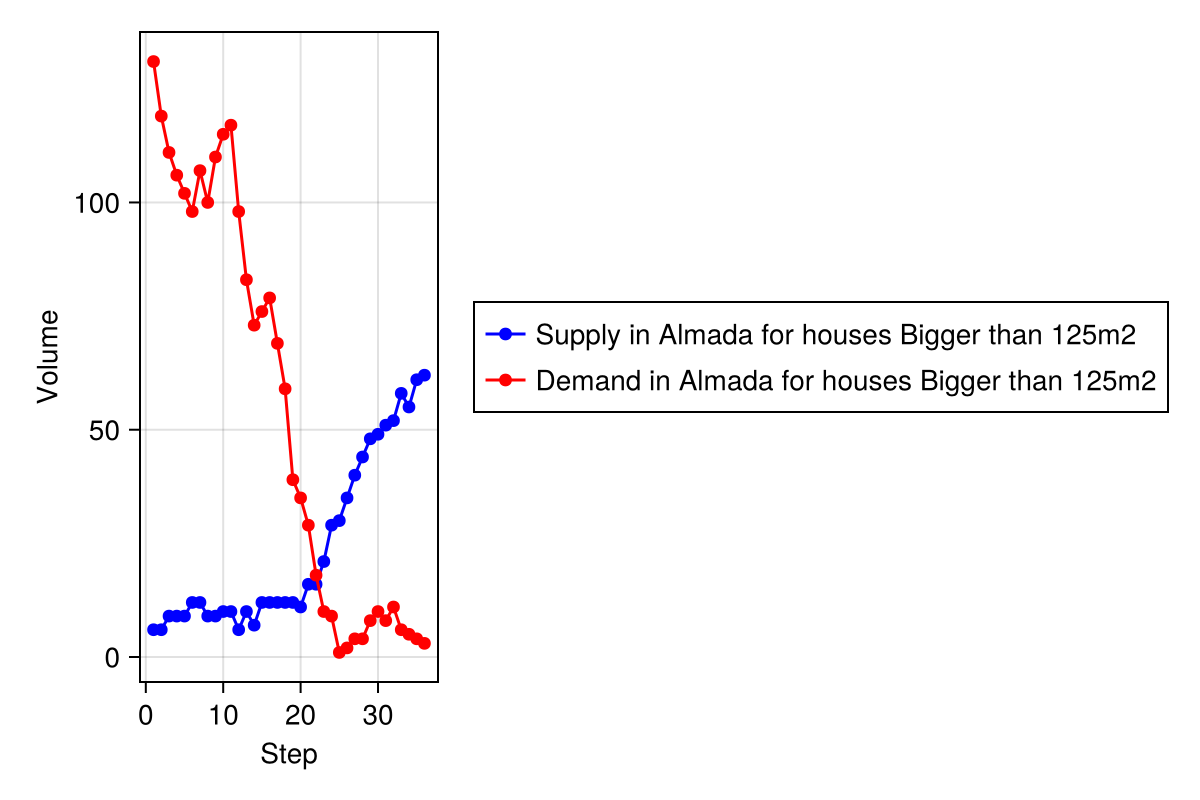 Volume
100
50
0
0 10 20 30
Step
Supply in Almada for houses Bigger than 125m2
Demand in Almada for houses Bigger than 125m2